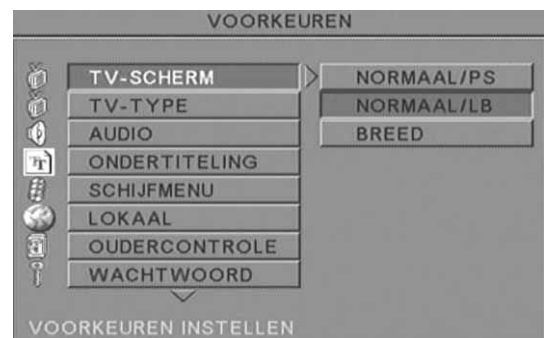 VOORKEUREN
TV-SCHERM
NORMAAL/PS
TV-TYPE
NORMAAL/LB
AUDIO
BREED
ONDERTITELING
SCHIJFMENU
LOKAAL
OUDERCONTROLE
WACHTWOORD
VOORKEUREN INSTELLEN